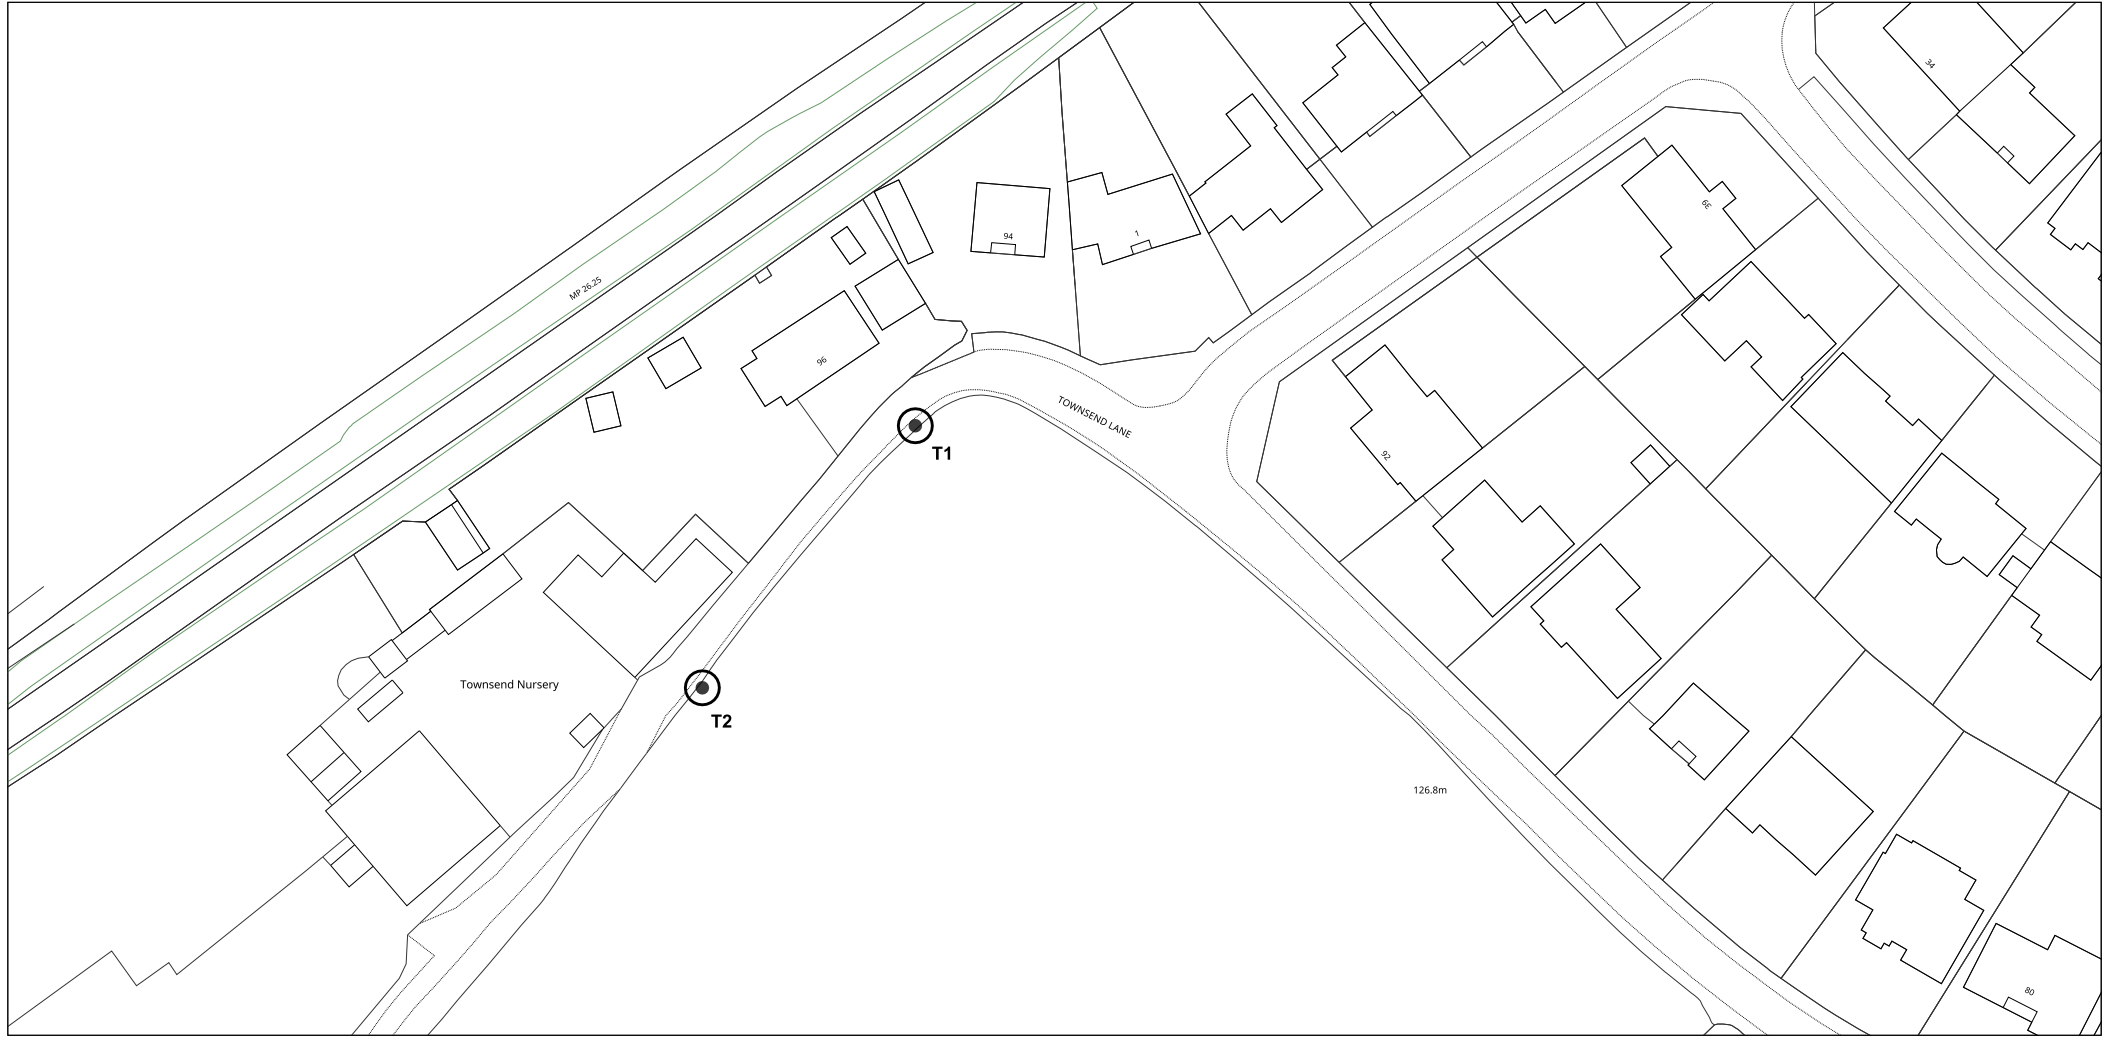 34
39
94
1
MP 26.25
96
TOWNSEND LANE
T1
92
Townsend Nursery
T2
126.8m
80